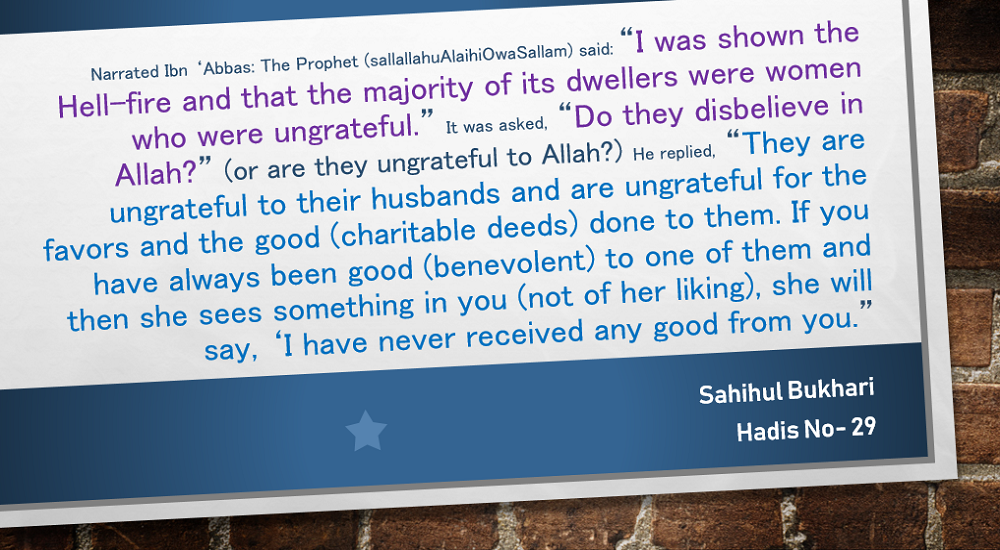 Narrated Ibn ‘Abbas: The Prophet (sallallahuAlaihiOwaSallam) said: “I was shown the
Hell—fire and that the majority of its dwellers were women
who were ungrateful.” It was asked, “Do they disbelieve in
Allah?” (or are they ungrateful to Allah?) He replied, “They are
ungrateful to their husbands and are ungrateful for the
favors and the good (charitable deeds) done to them. If you
have always been good (benevolent) to one of them and
then she sees something in you (not of her liking), she will
say, ‘I have never received any good from you.”
Sahihul Bukhari
Hadis No- 29